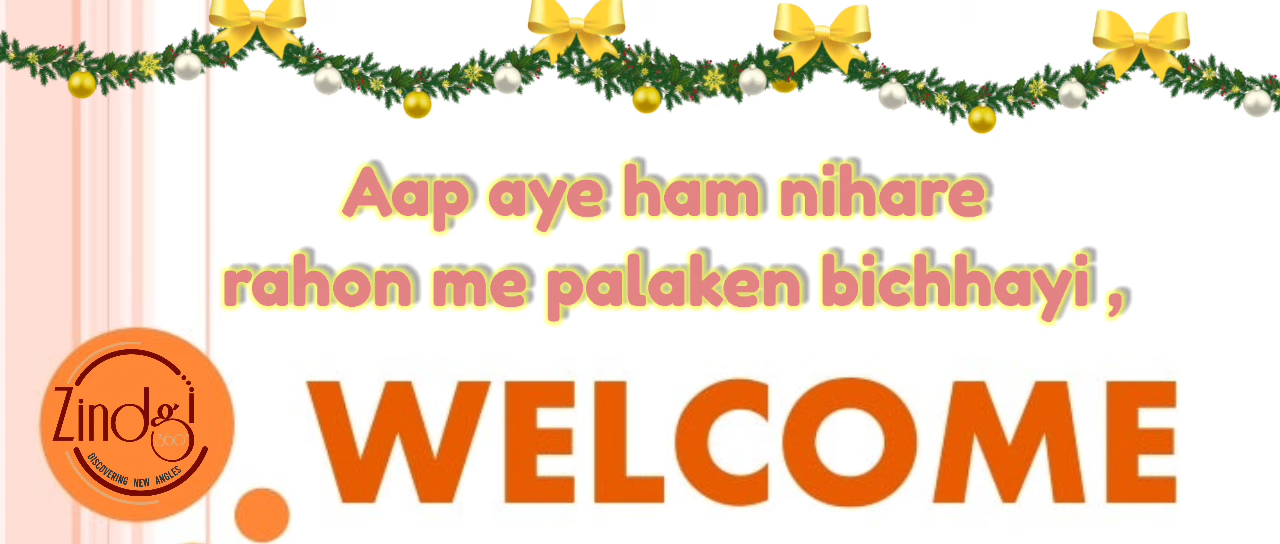 Aap aye ham nihare
rahon me palaken bichhayi ,
WELCOME
Zindgi
360°
DISCOVERING NEW ANGLES